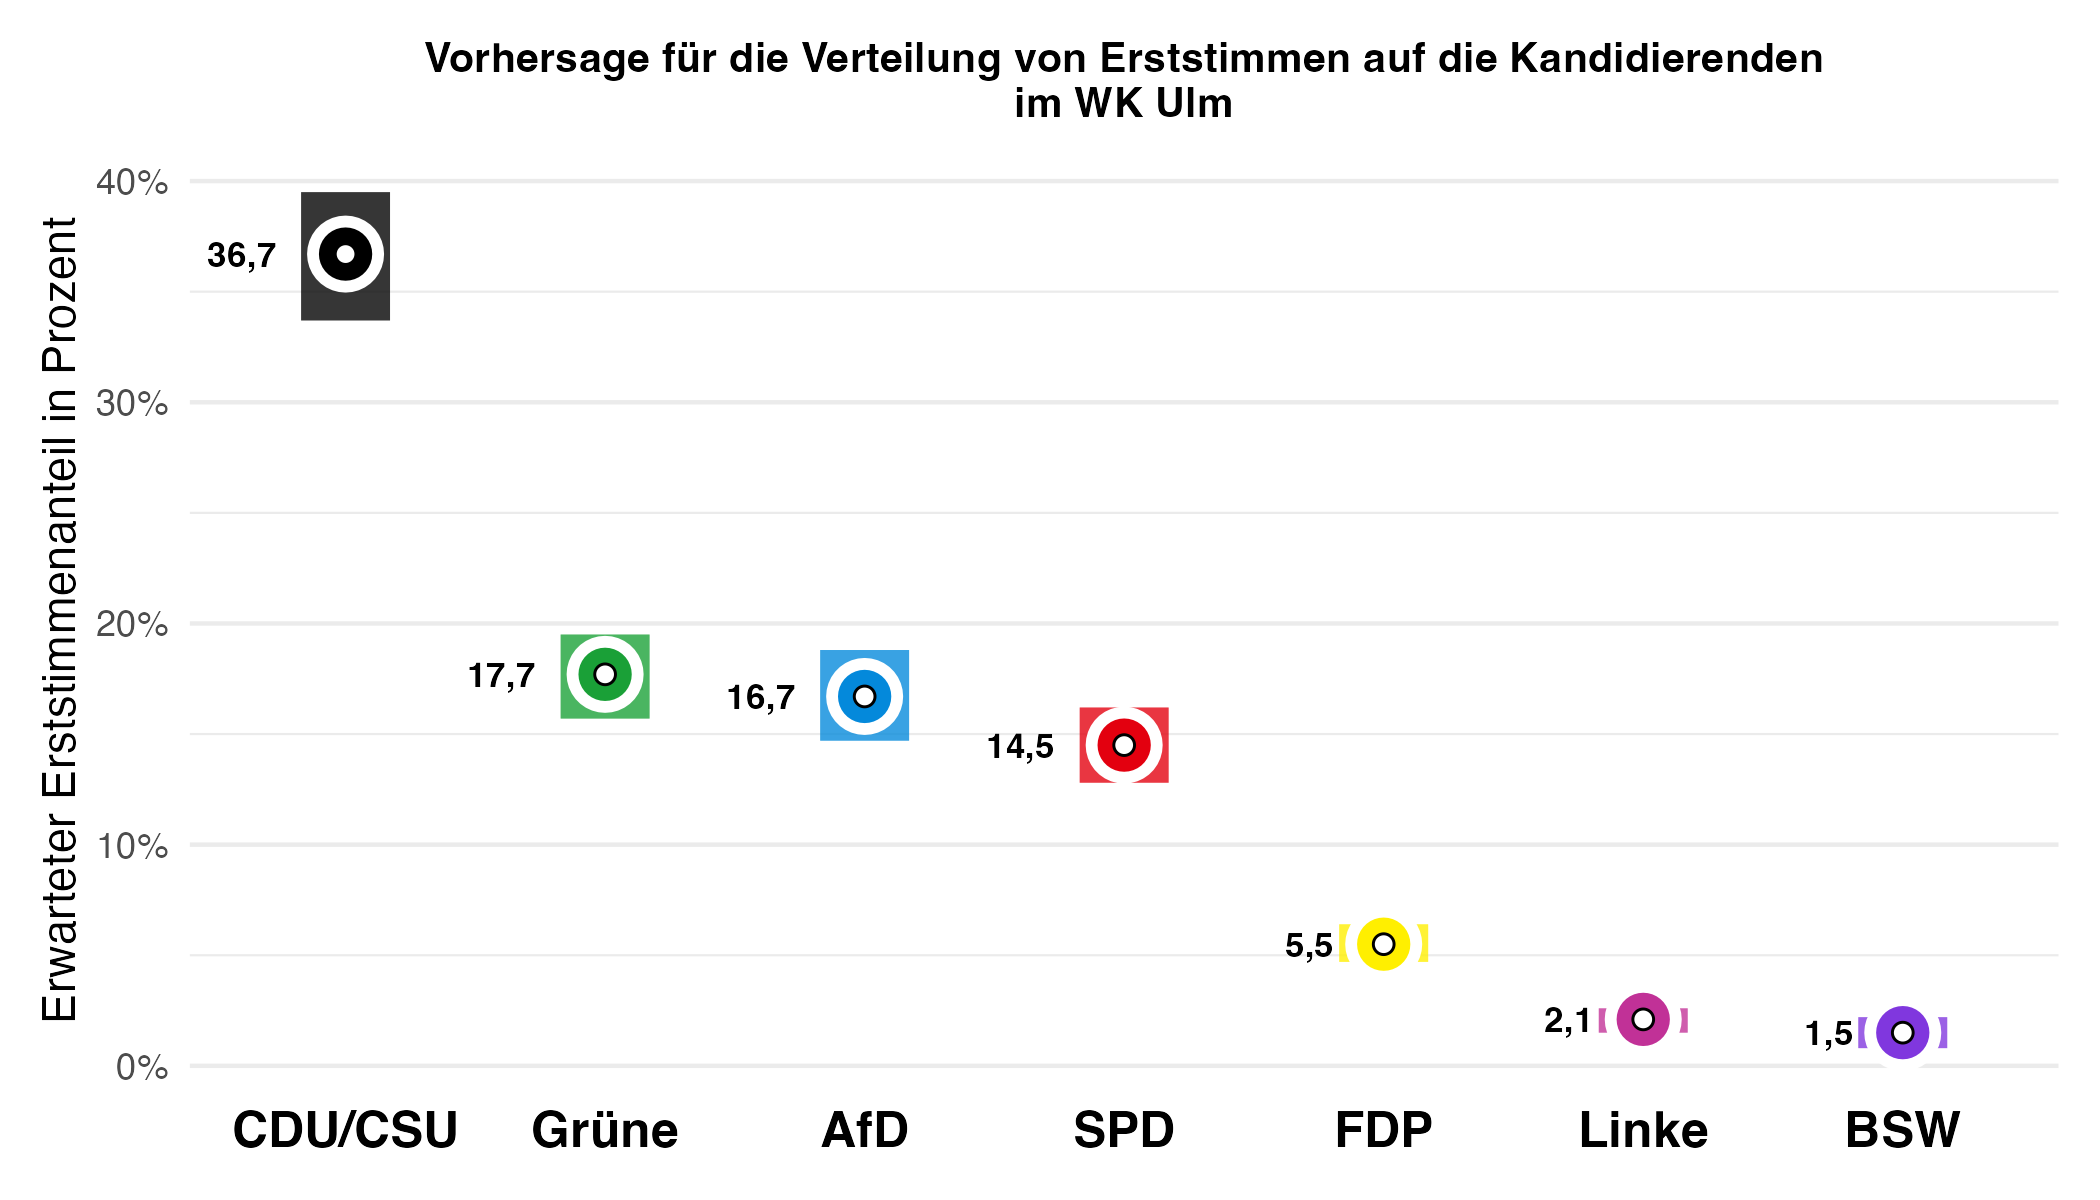 Vorhersage für die Verteilung von Erststimmen auf die Kandidierenden
im WK Ulm
Erwarteter Erststimmenanteil in Prozent
40%
30%
20%
10%
0%
36,7
17,7
16,7
14,5
5,5
2,1
1,5
CDU/CSU
Grüne
AfD
SPD
FDP
Linke
BSW